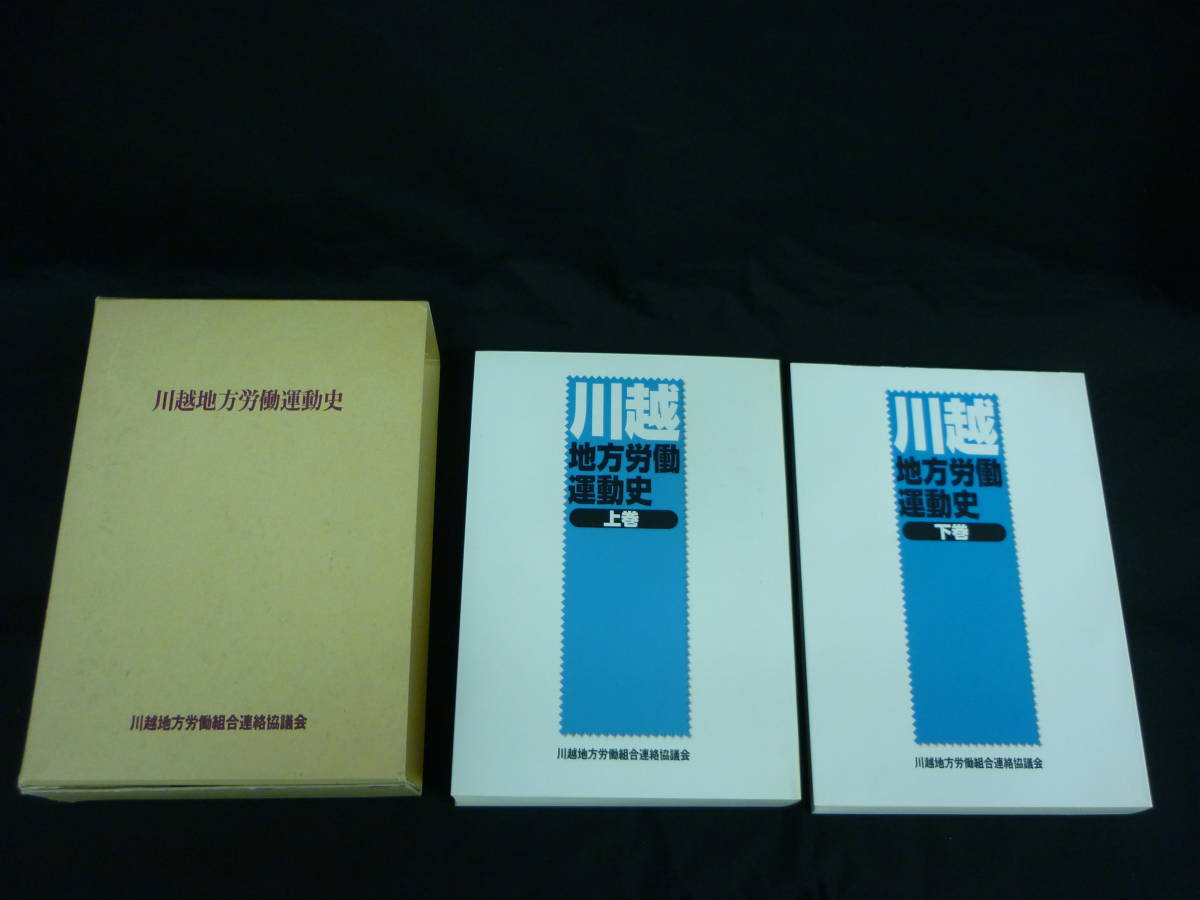 川越地方労働運動史
川越地方労働組合連絡協議会
川越
地方労働
運動史
上巻
川越地方労働組合連絡協議会
川越
地方労働
運動史
下巻
川越地方労働組合連絡協議会